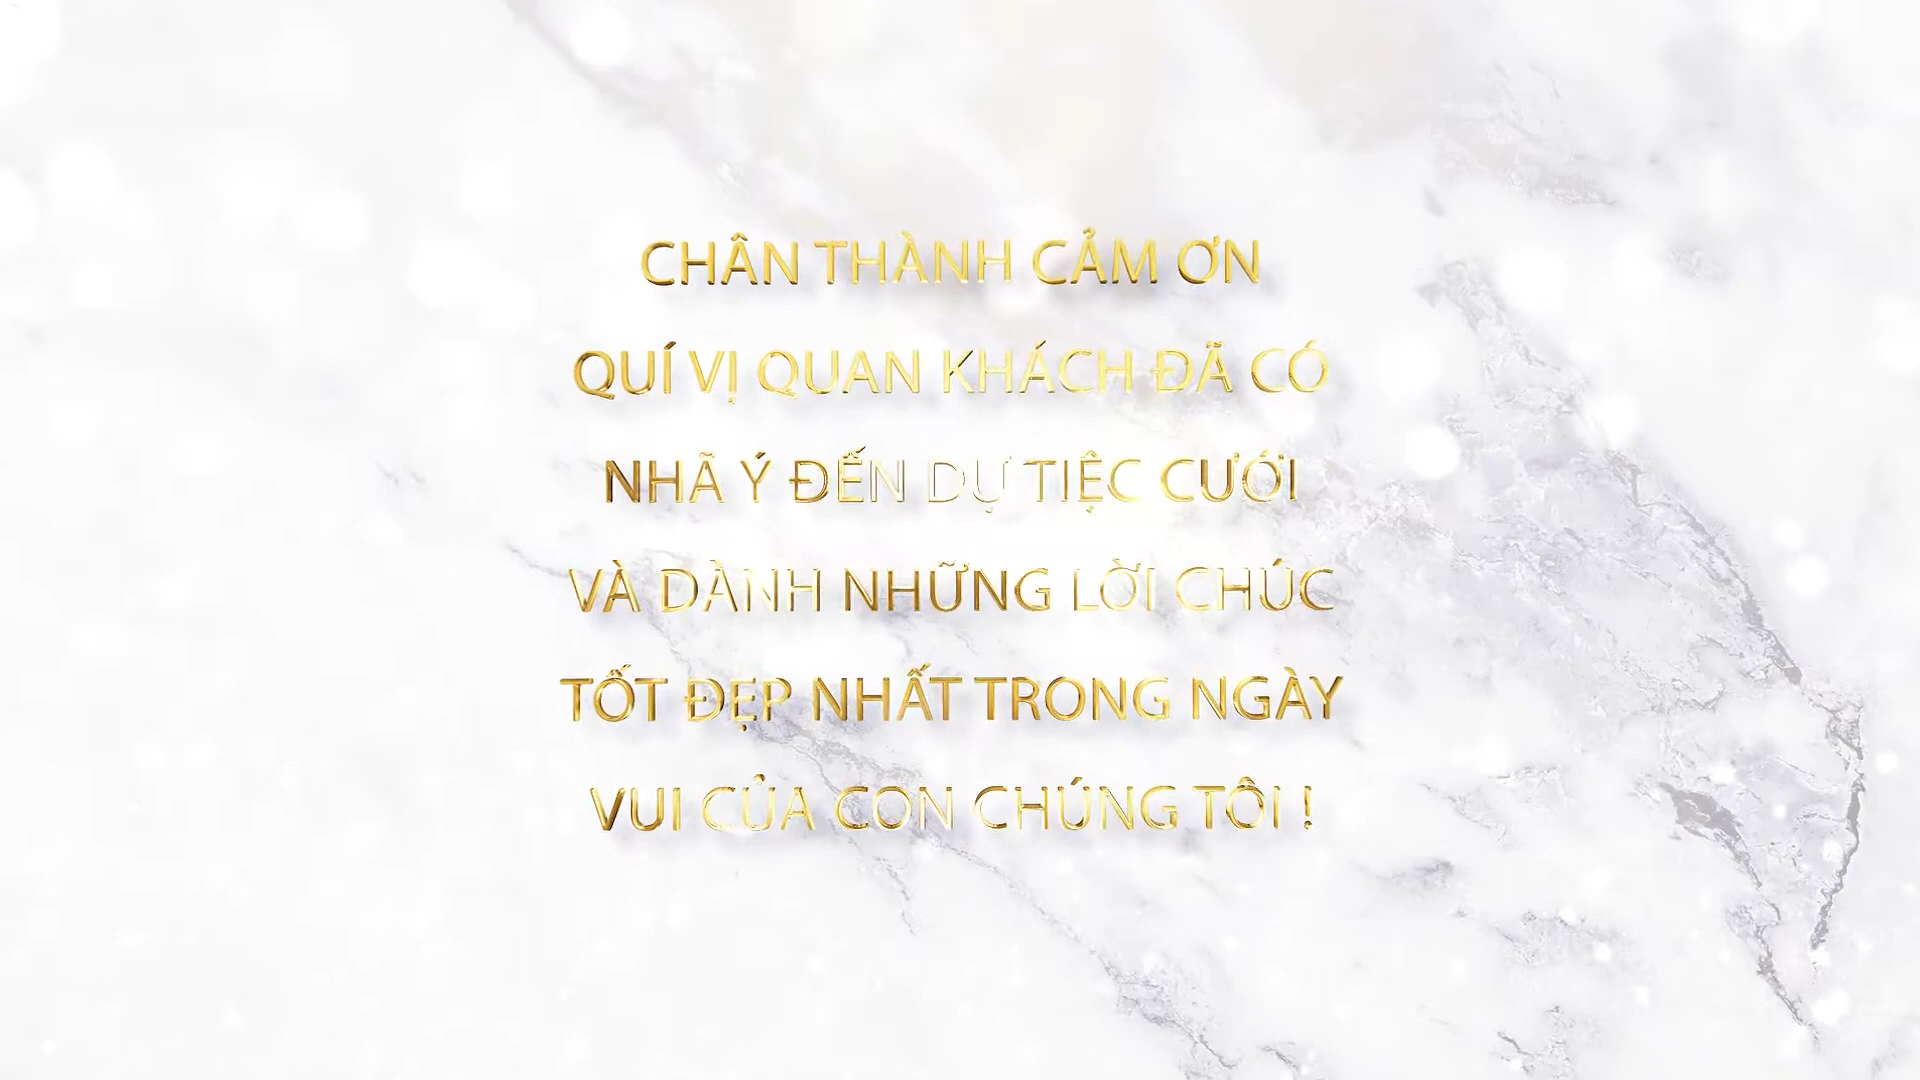 CHÂN THÀNH CẢM ƠN
QUÍ VỊ QUAN KHÁCH ĐÃ CÓ
NHÃ Ý ĐẾN DỰ TIỆC CƯỚI
VÀ DÀNH NHỮNG LỜI CHÚC
TỐT ĐẸP NHẤT TRONG NGÀY
VUI CỦA CON CHÚNG TÔI !